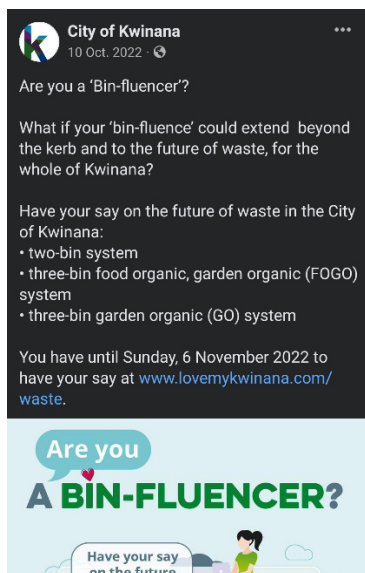 City of Kwinana
10 Oct. 2022 ·
Are you a ‘Bin-fluencer’?
What if your ‘bin-fluence’ could extend beyond
the kerb and to the future of waste, for the
whole of Kwinana?
Have your say on the future of waste in the City
of Kwinana:
• two-bin system
• three-bin food organic, garden organic (FOGO)
system
• three-bin garden organic (GO) system
You have until Sunday, 6 November 2022 to
have your say at www.lovemykwinana.com/
waste.
Are you
A BIN-FLUENCER?
Have your say
on the future